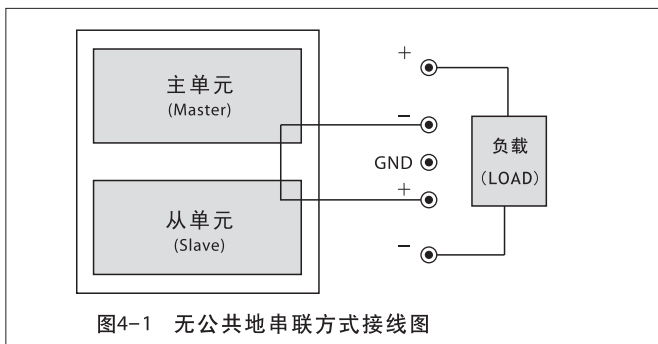 主单元
(Master)
从单元
(Slave)
+
−
GND
+
−
负载
(LOAD)
图4-1 无公共地串联方式接线图